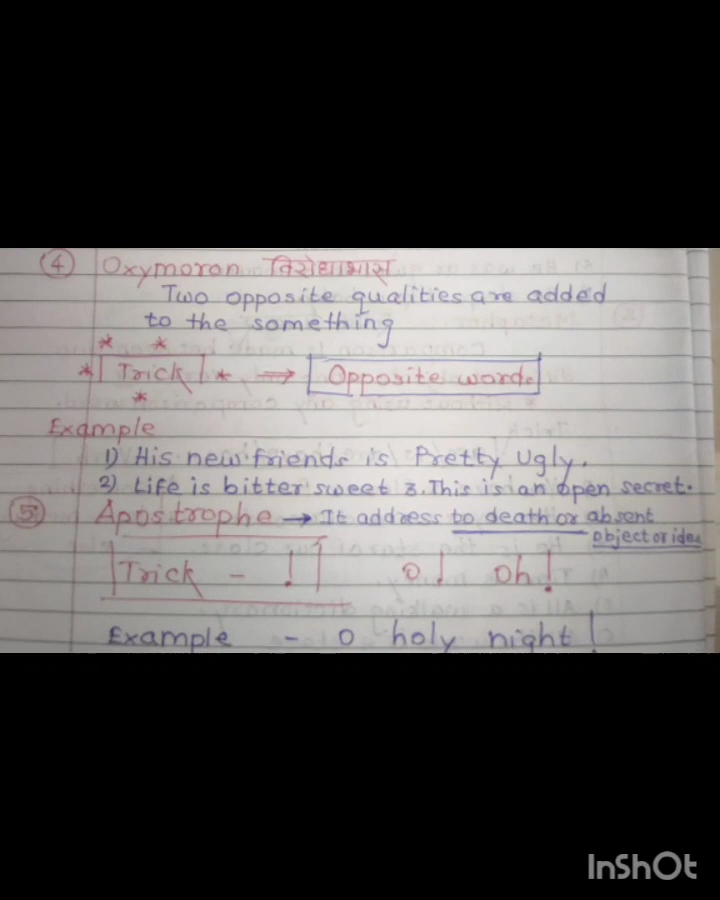 4 Oxymoron विरोधाभास
Two opposite qualities are added
to the something
Trick ⇒ Opposite words
Example
1) His new friends is Pretty Ugly.
2) Life is bitter sweet 3. This is an open secret.
5 Apostrophe → It address to death or absent
object or idea
Trick - ! o! oh!
Example - o holy night!
InShOt